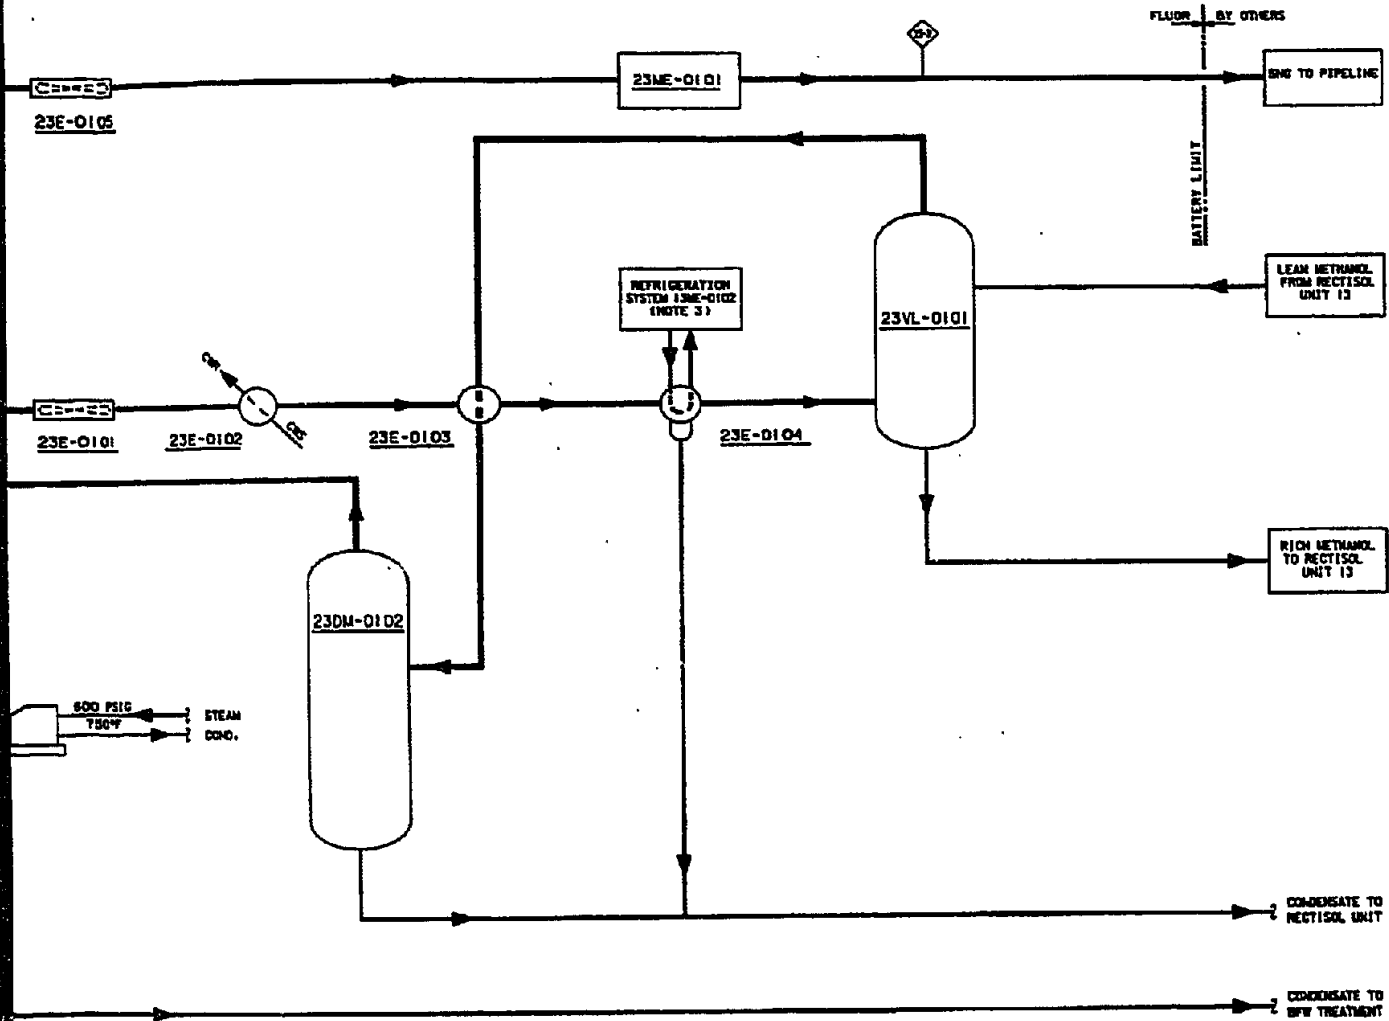 FLUOR BY OTHERS
23ME-0101
SNG TO PIPELINE
23E-0105
BATTERY LIMIT
REFRIGERATION
SYSTEM 13ME-0102
(NOTE 3)
LEAN METHANOL
FROM RECTISOL
UNIT 13
23VL-0101
CWR
CWS
23E-0101
23E-0102
23E-0103
23E-0104
RICH METHANOL
TO RECTISOL
UNIT 13
23DM-0102
600 PSIG
750°F
STEAM
COND.
CONDENSATE TO
RECTISOL UNIT
CONDENSATE TO
BFW TREATMENT